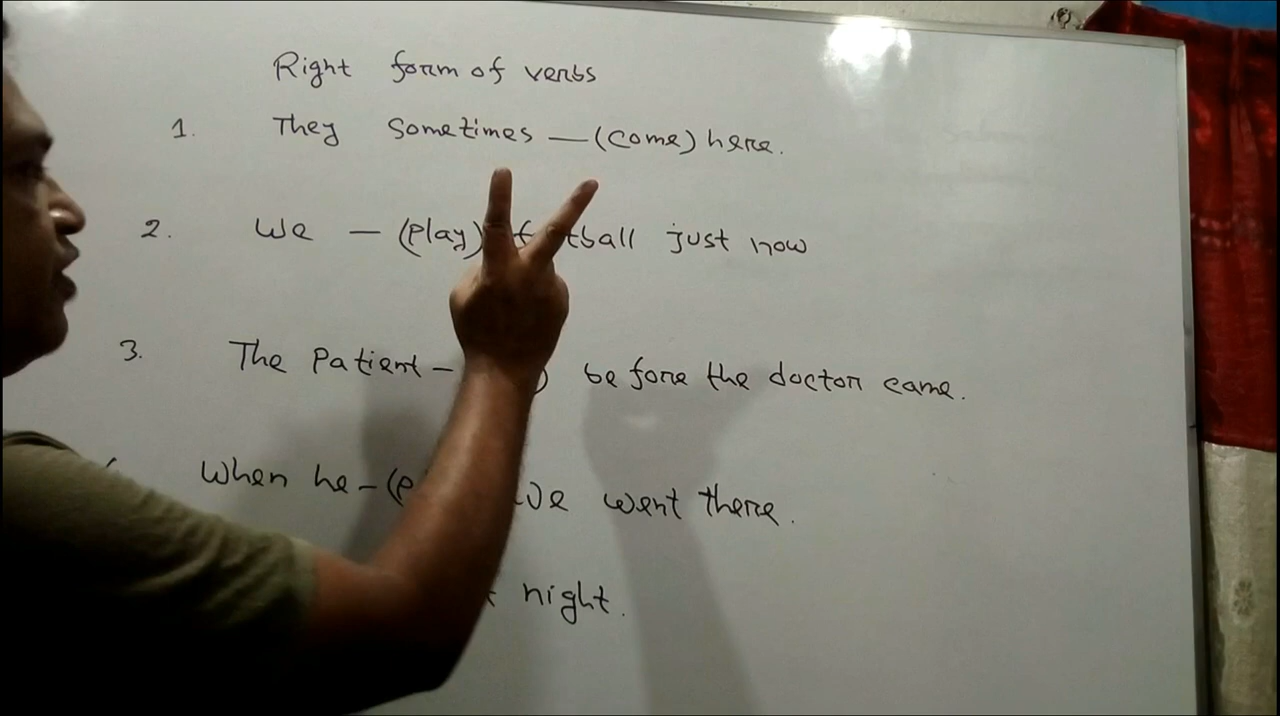 Right form of verbs
1. They sometimes — (come) here.
2. We — (play) football just now
3. The Patient — ) before the doctor came.
When he — ( we went there.
night.